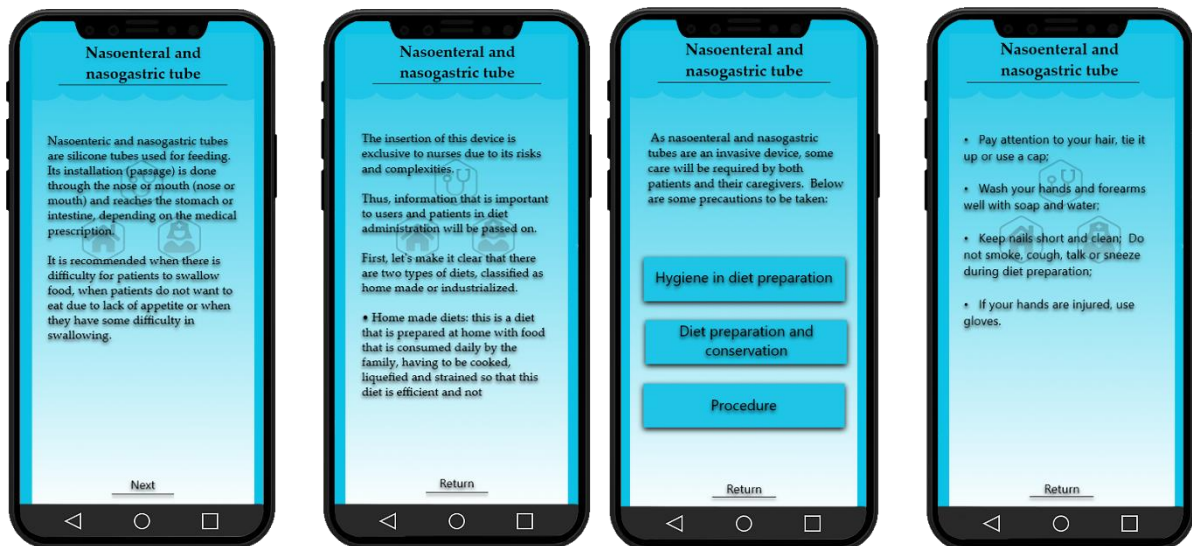 Nasoenteral and
nasogastric tube
Nasoenteric and nasogastric tubes
are silicone tubes used for feeding.
Its installation (passage) is done
through the nose or mouth (nose or
mouth) and reaches the stomach or
intestine, depending on the medical
prescription.
It is recommended when there is
difficulty for patients to swallow
food, when patients do not want to
eat due to lack of appetite or when
they have some difficulty in
swallowing.
Next
Nasoenteral and
nasogastric tube
The insertion of this device is
exclusive to nurses due to its risks
and complexities.
Thus, information that is important
to users and patients in diet
administration will be passed on.
First, let's make it clear that there
are two types of diets, classified as
home made or industrialized.
• Home made diets: this is a diet
that is prepared at home with food
that is consumed daily by the
family, having to be cooked,
liquefied and strained so that this
diet is efficient and not
Return
Nasoenteral and
nasogastric tube
As nasoenteral and nasogastric
tubes are an invasive device, some
care will be required by both
patients and their caregivers. Below
are some precautions to be taken:
Hygiene in diet preparation
Diet preparation and
conservation
Procedure
Return
Nasoenteral and
nasogastric tube
• Pay attention to your hair, tie it
up or use a cap;
• Wash your hands and forearms
well with soap and water;
• Keep nails short and clean; Do
not smoke, cough, talk or sneeze
during diet preparation;
• If your hands are injured, use
gloves.
Return